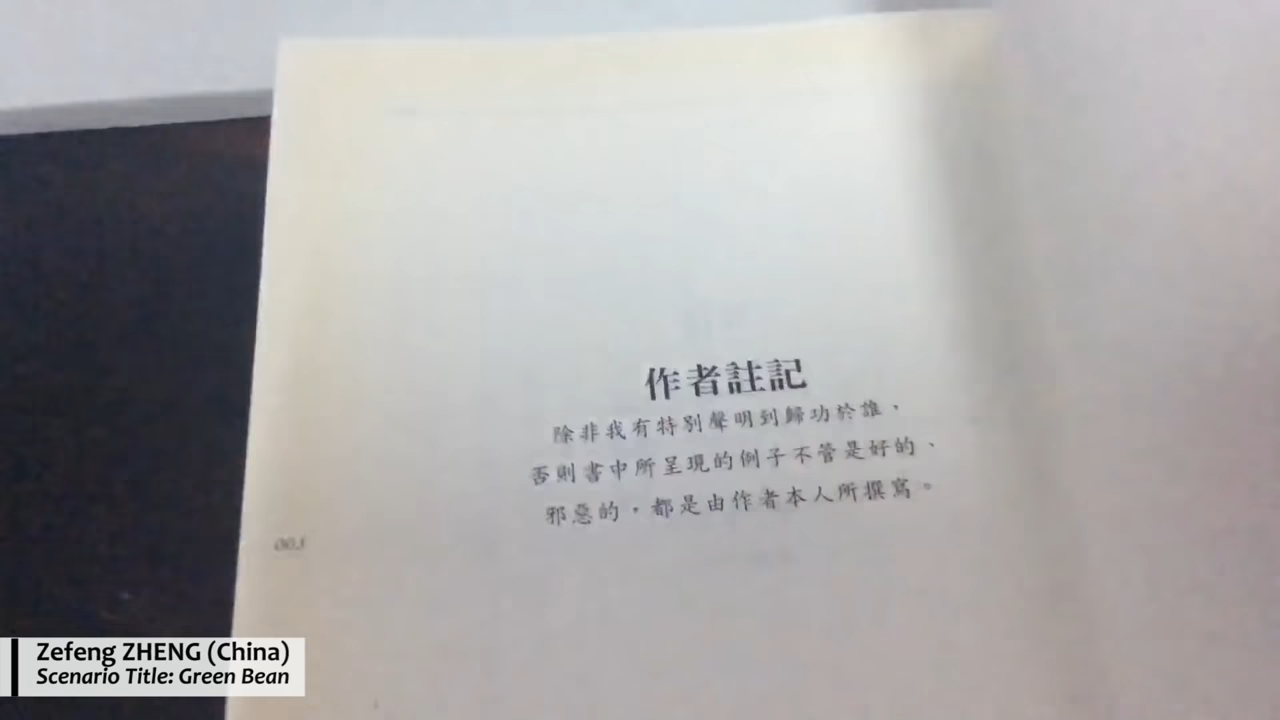 作者註記
除非我有特別聲明到歸功於誰，
否則書中所呈現的例子不管是好的、
邪惡的，都是由作者本人所撰寫。
003
Zefeng ZHENG (China)
Scenario Title: Green Bean